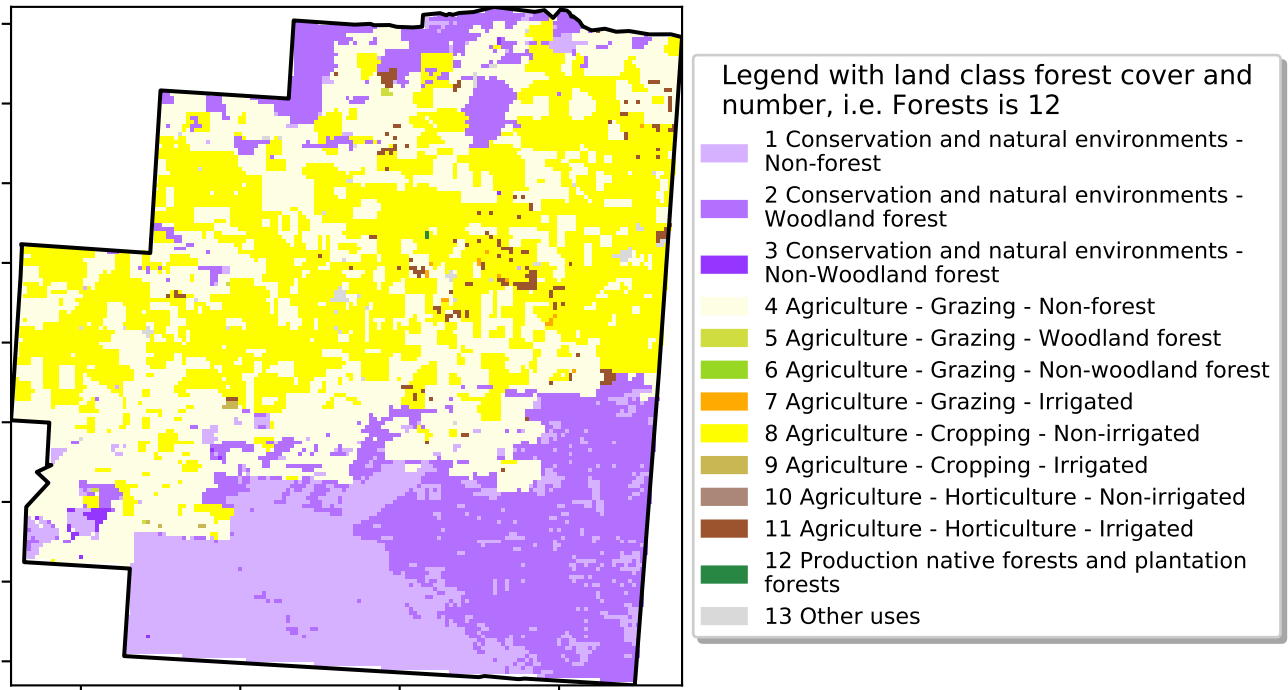 Legend with land class forest cover and
number, i.e. Forests is 12
1 Conservation and natural environments -
Non-forest
2 Conservation and natural environments -
Woodland forest
3 Conservation and natural environments -
Non-Woodland forest
4 Agriculture - Grazing - Non-forest
5 Agriculture - Grazing - Woodland forest
6 Agriculture - Grazing - Non-woodland forest
7 Agriculture - Grazing - Irrigated
8 Agriculture - Cropping - Non-irrigated
9 Agriculture - Cropping - Irrigated
10 Agriculture - Horticulture - Non-irrigated
11 Agriculture - Horticulture - Irrigated
12 Production native forests and plantation
forests
13 Other uses